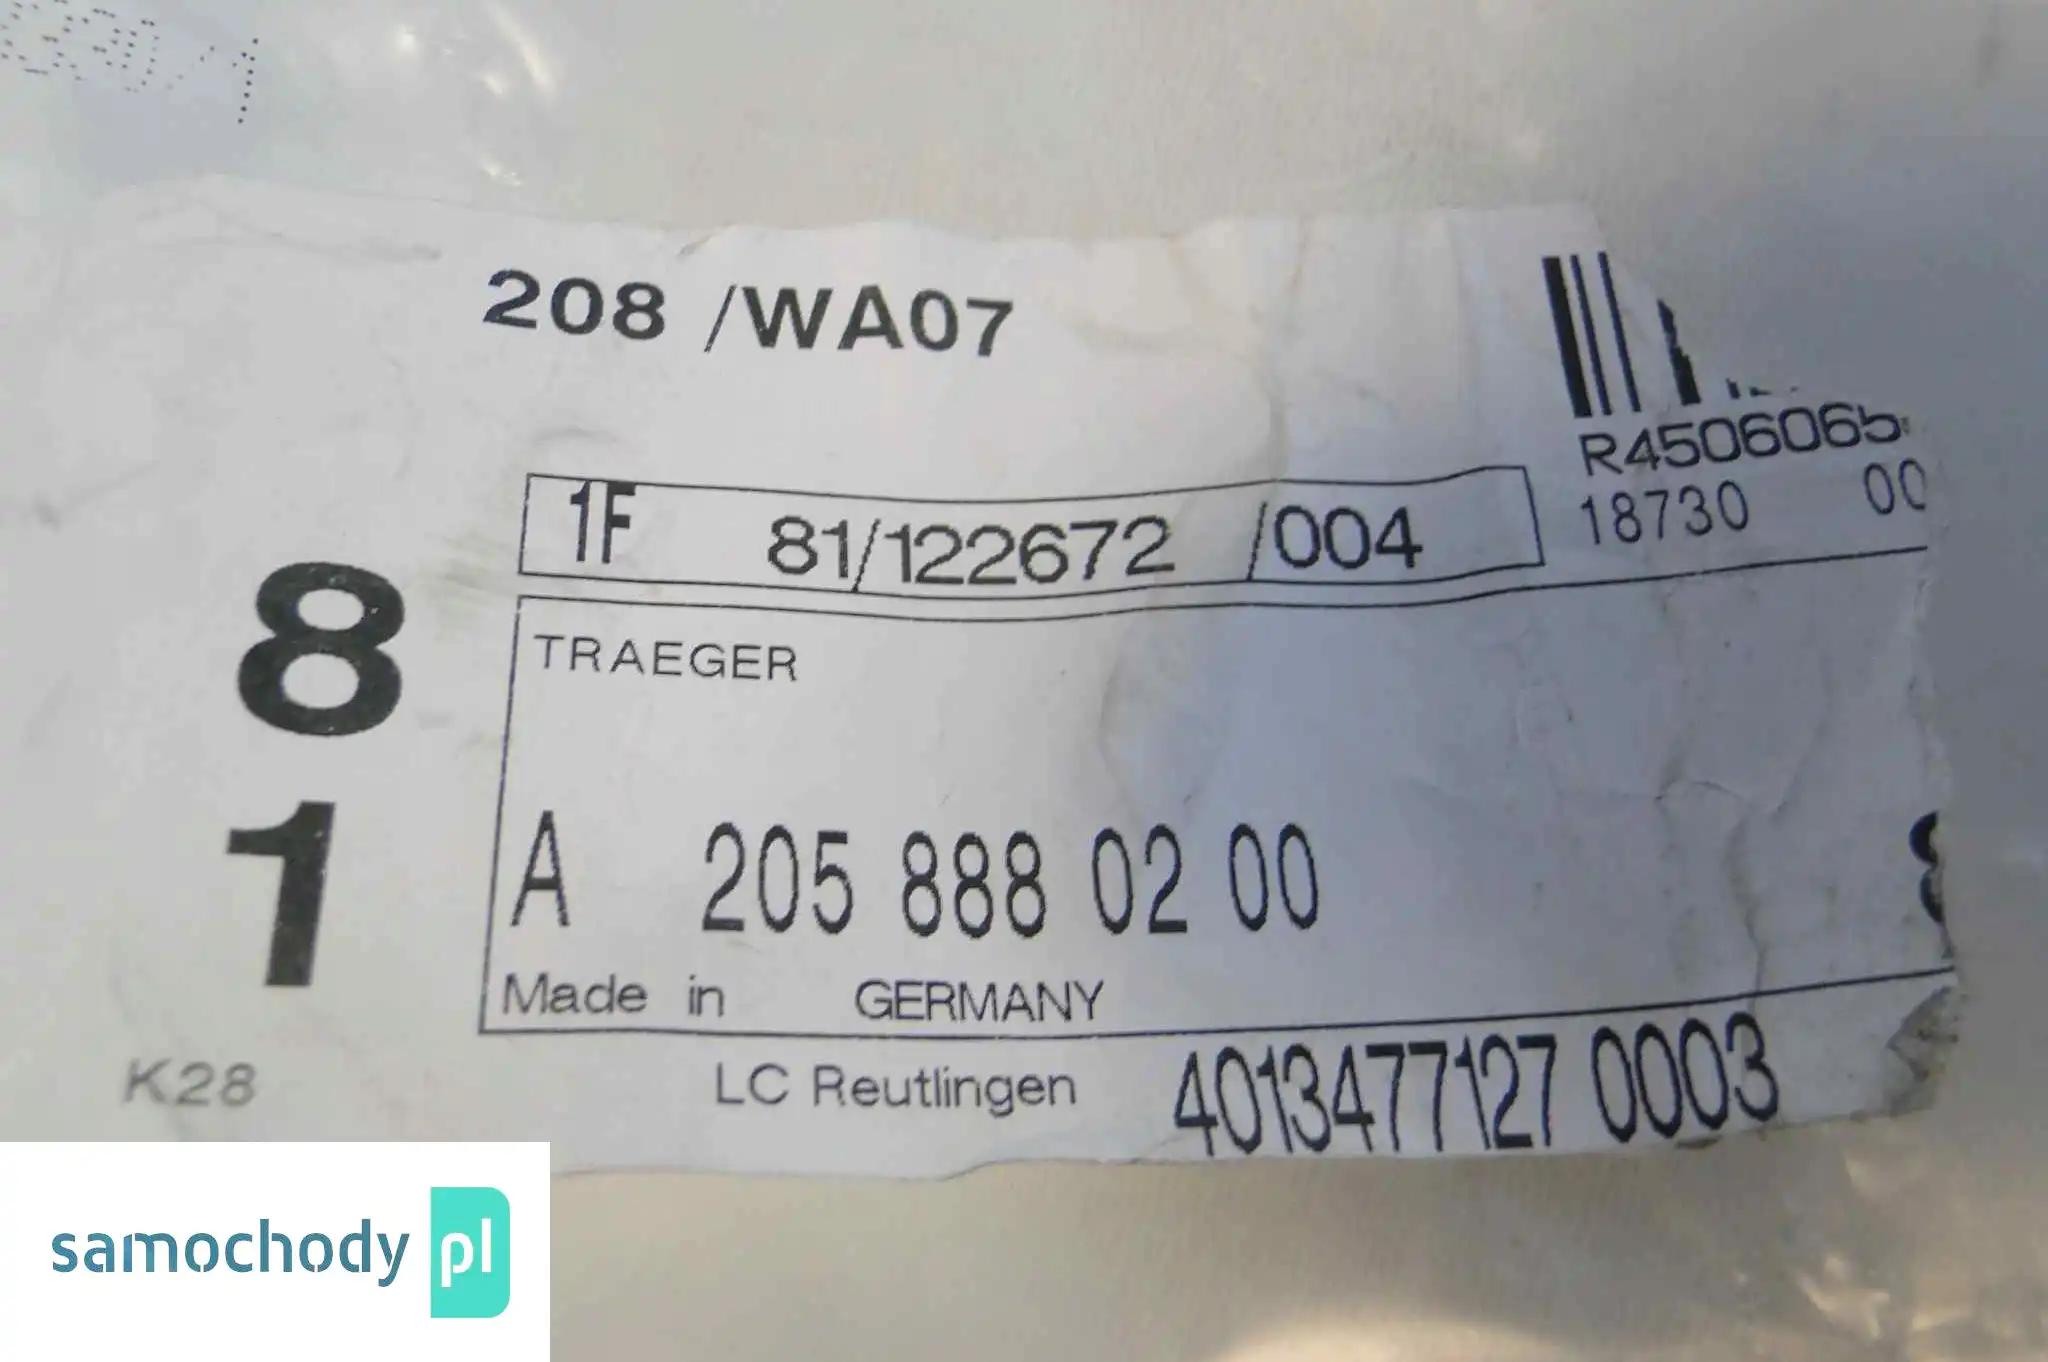 208 /WA07
R4506065
18730 00
1F 81/122672 /004
8
1
TRAEGER
A 205 888 02 00
Made in GERMANY
K28
LC Reutlingen 4013477127 0003
samochody pl